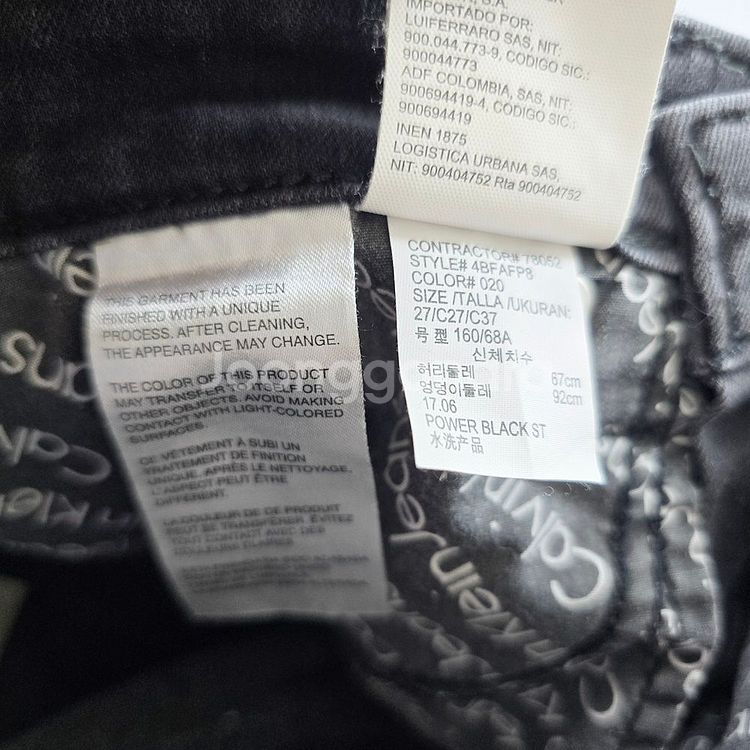 IMPORTADO POR:
LUIFERRARO SAS, NIT:
900.044.773-9, CODIGO SIC.:
900044773
ADF COLOMBIA, SAS, NIT:
900694419-4, CODIGO SIC:
900694419
INEN 1875
LOGISTICA URBANA SAS,
NIT: 900404752 Rta 900404752
CONTRACTOR# 78052
STYLE# 4BFAFP8
COLOR# 020
SIZE /TALLA /UKURAN:
27/C27/C37
号 型 160/68A
신체치수
허리둘레 67cm
엉덩이둘레 92cm
17.06
POWER BLACK ST
水洗产品
THIS GARMENT HAS BEEN
FINISHED WITH A UNIQUE
PROCESS. AFTER CLEANING,
THE APPEARANCE MAY CHANGE.
THE COLOR OF THIS PRODUCT
MAY TRANSFER TO ITSELF OR
OTHER OBJECTS. AVOID MAKING
CONTACT WITH LIGHT-COLORED
SURFACES.
CE VÊTEMENT À SUBI UN
TRAITEMENT DE FINITION
UNIQUE. APRÈS LE NETTOYAGE,
L'ASPECT PEUT ÊTRE
DIFFÉRENT.
LA COULEUR DE CE PRODUIT
PEUT SE TRANSFÉRER. ÉVITEZ
TOUT CONTACT AVEC DES
COULEURS CLAIRES
Calvin
Klein Jeans